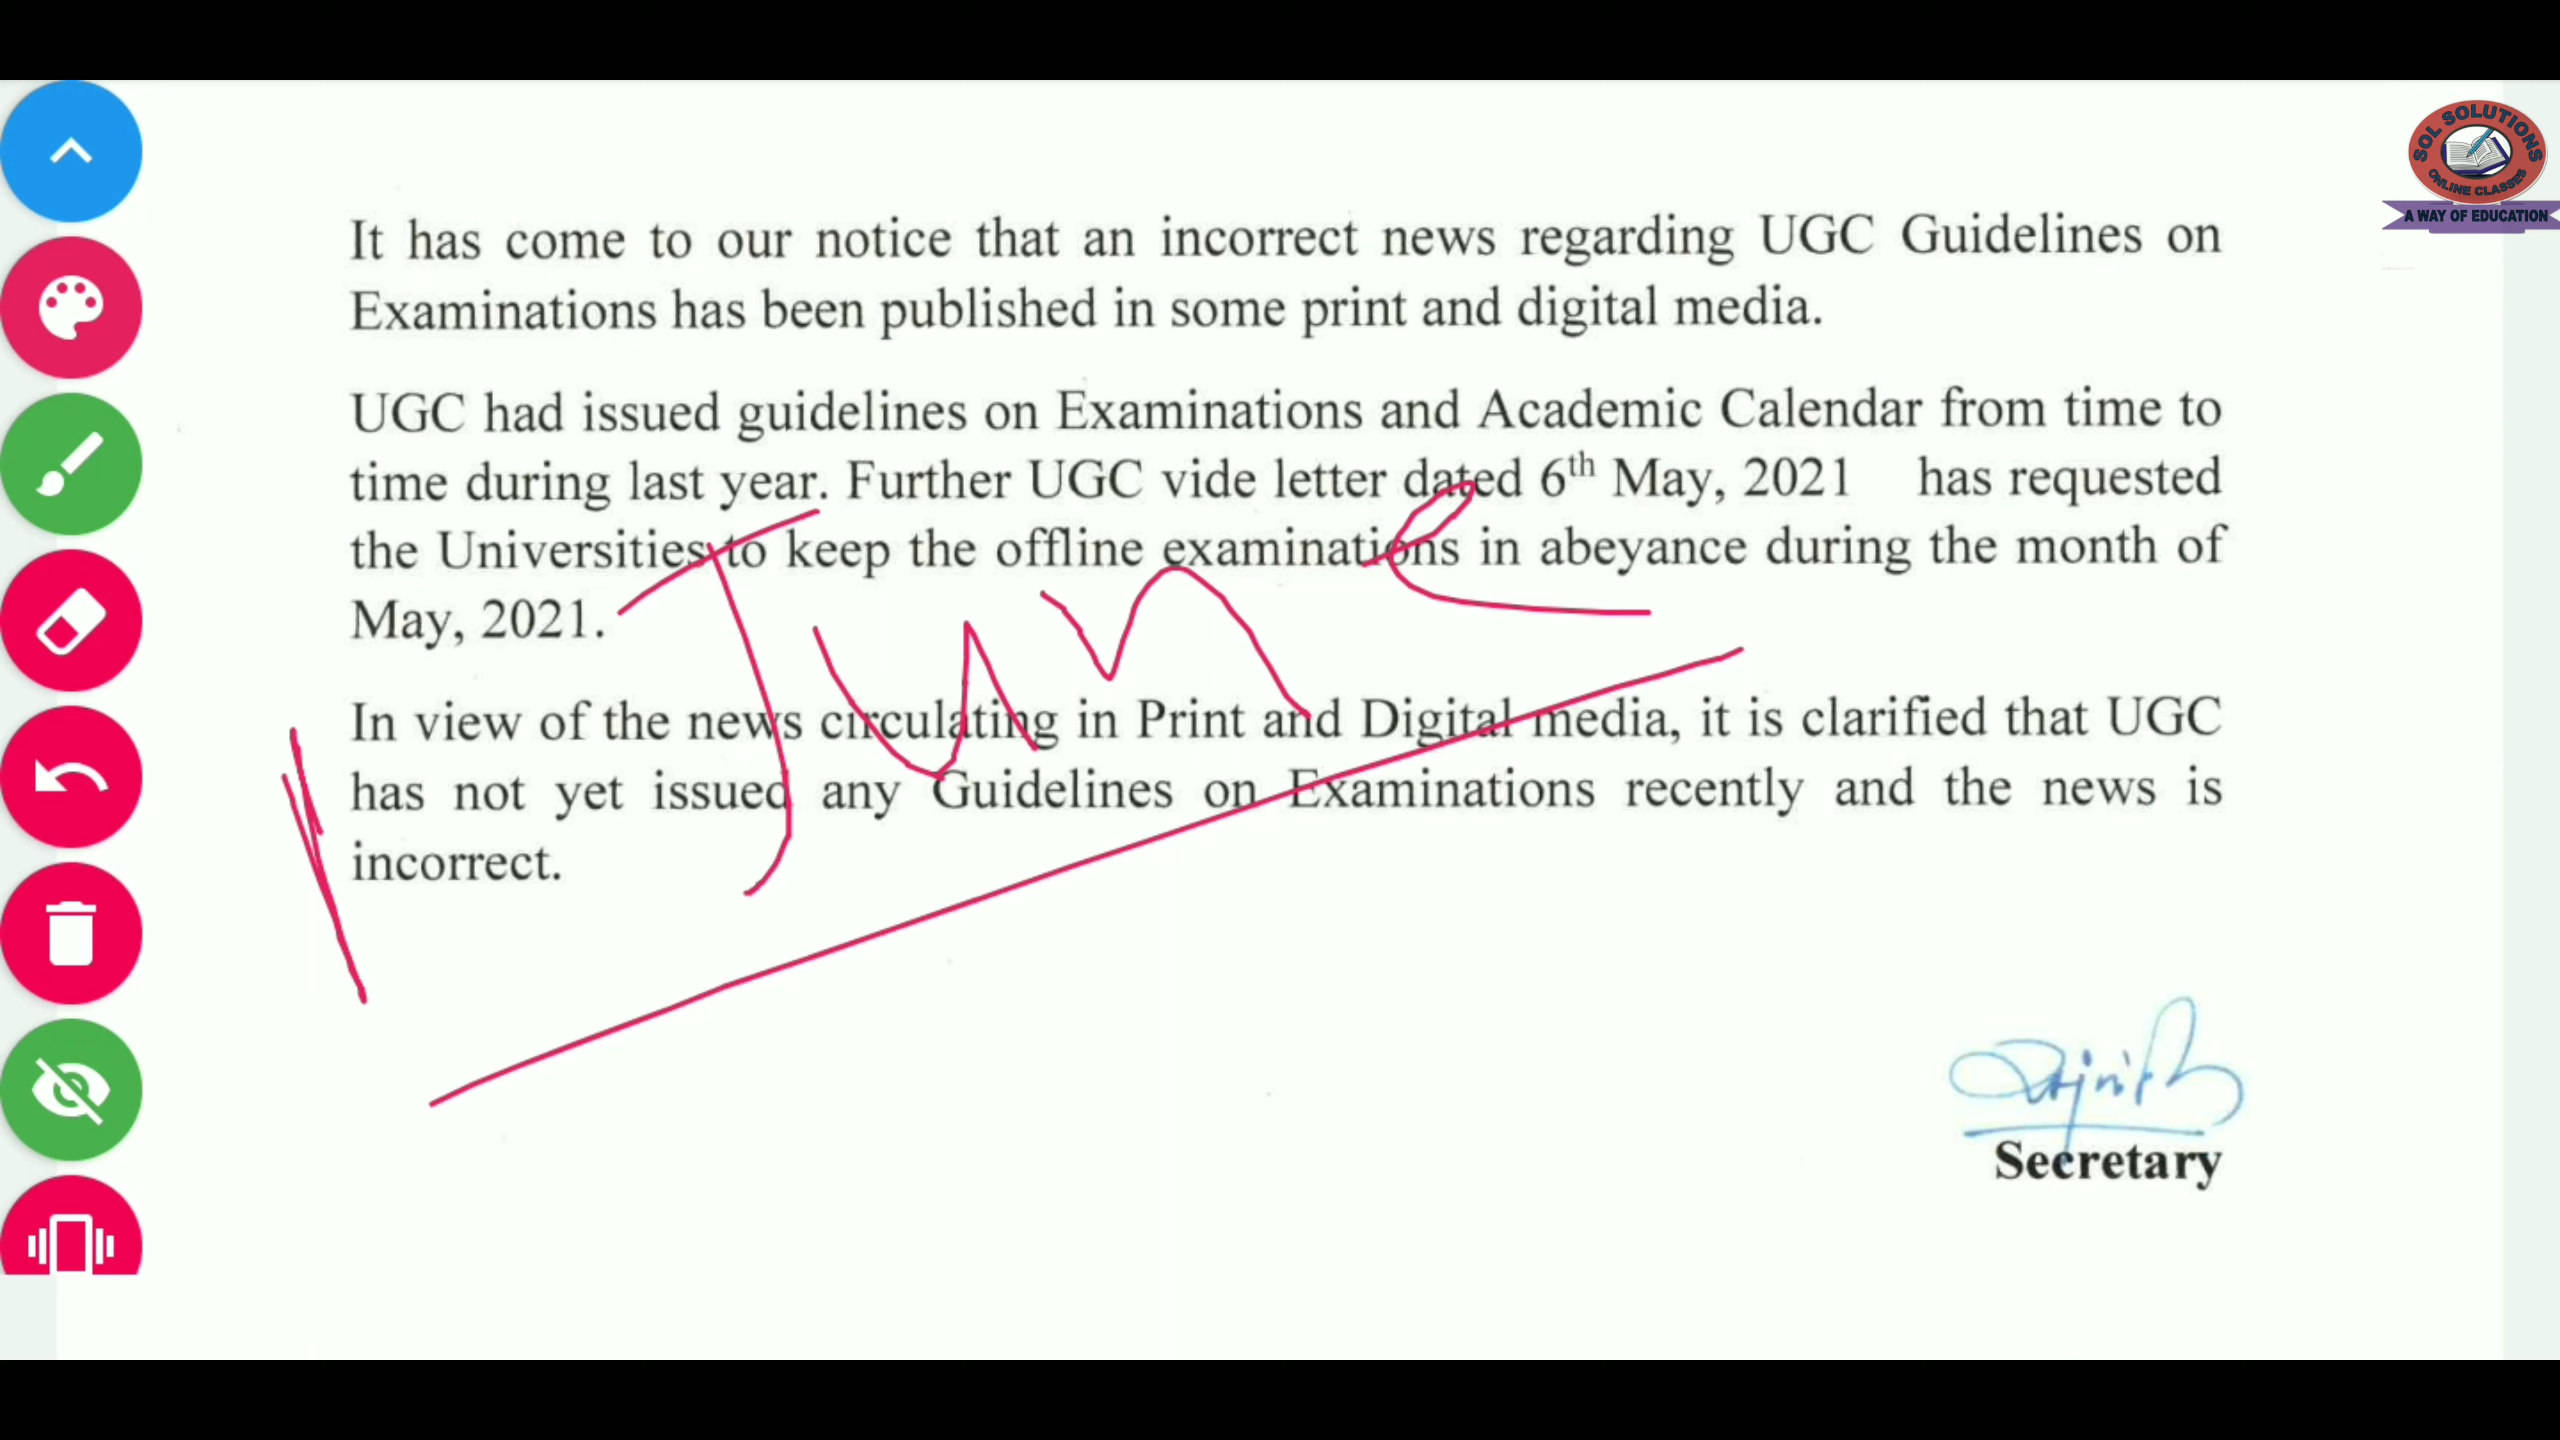 SOL SOLUTIONS
ONLINE CLASSES
A WAY OF EDUCATION
It has come to our notice that an incorrect news regarding UGC Guidelines on
Examinations has been published in some print and digital media.
UGC had issued guidelines on Examinations and Academic Calendar from time to
time during last year. Further UGC vide letter dated 6th May, 2021 has requested
the Universities to keep the offline examinations in abeyance during the month of
May, 2021.
June
In view of the news circulating in Print and Digital media, it is clarified that UGC
has not yet issued any Guidelines on Examinations recently and the news is
incorrect.
Secretary